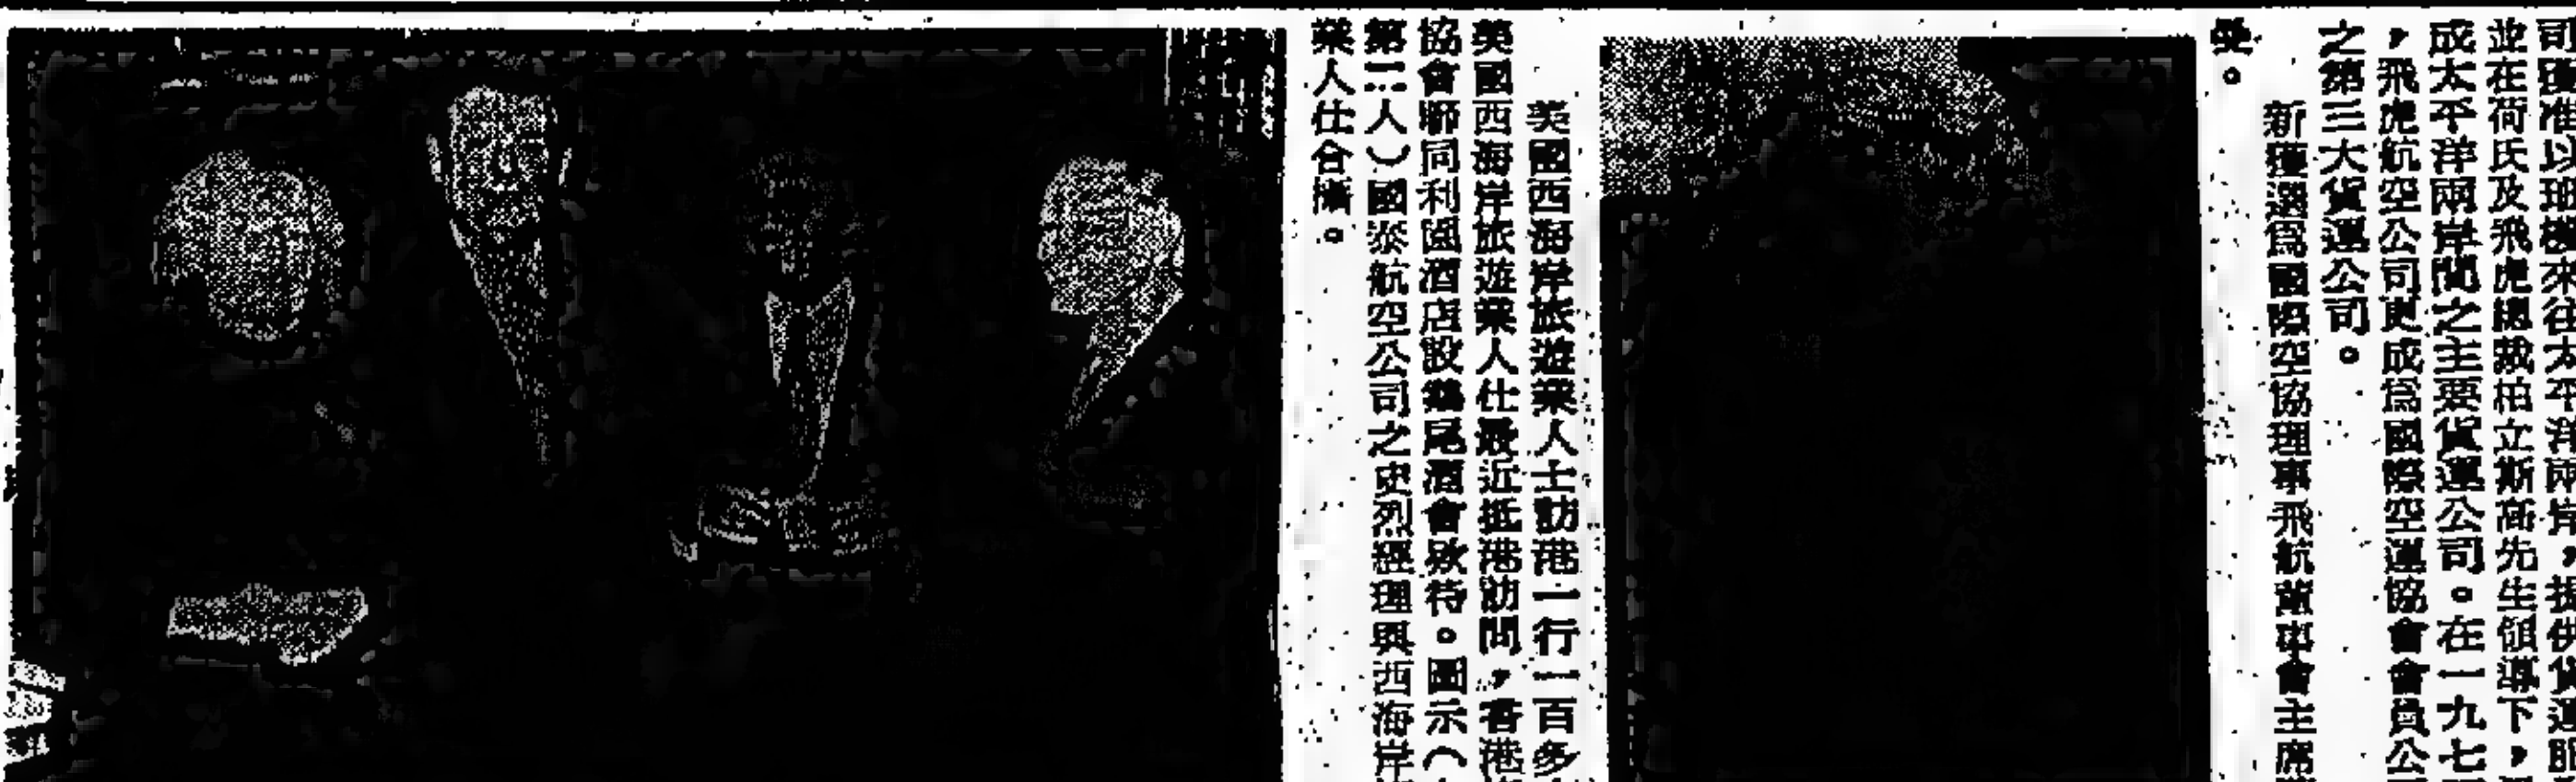 司獲准以機來往太平洋兩岸，提供貨運服
並在荷氏及飛虎總裁柏立斯高先生領導下，
成太平洋兩岸間之主要貨運公司。在一九七
，飛虎航空公司更成爲國際空運協會會員公
之第三大貨運公司。
新獲選爲國際空協理事飛航董事會主席
美國西海岸旅遊業人士訪港一行一百多
美國西海岸旅遊業人仕最近抵港訪問，香港
協會聯同利園酒店設鷄尾酒會欵待。圖示（
第二人）國泰航空公司之史烈經理與西海岸
業人仕合攝。